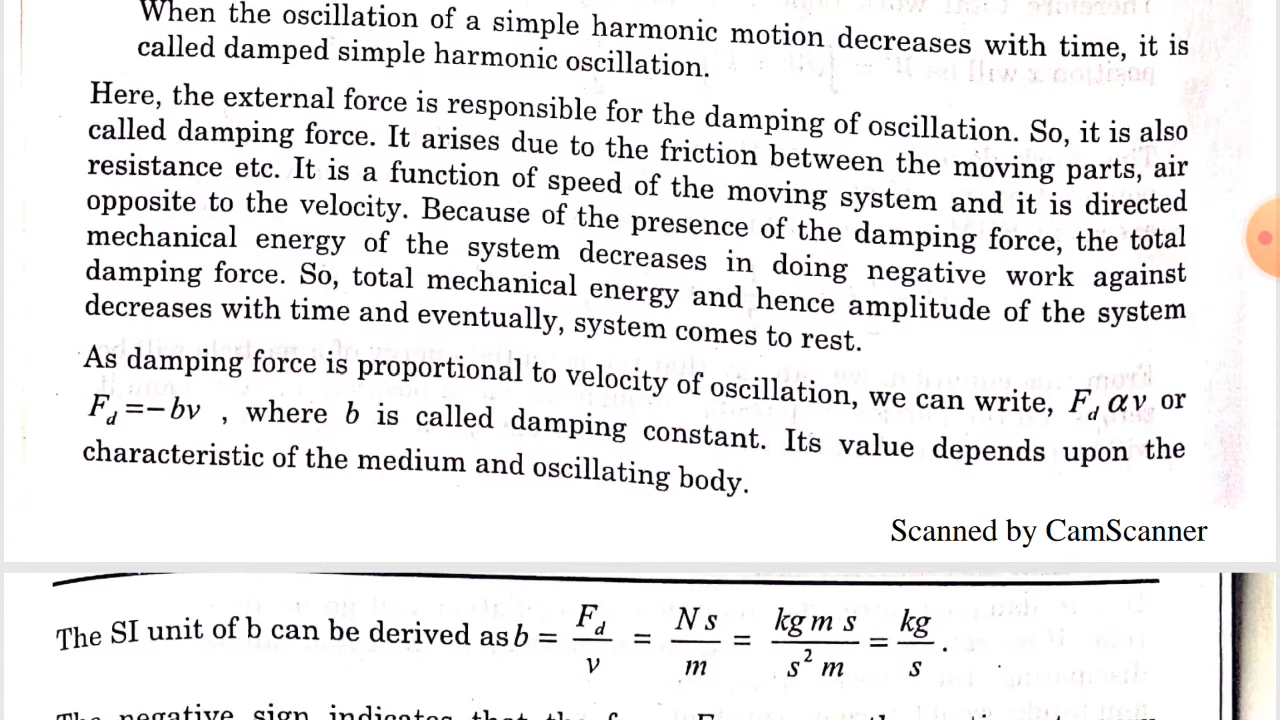 When the oscillation of a simple harmonic motion decreases with time, it is
called damped simple harmonic oscillation.
Here, the external force is responsible for the damping of oscillation. So, it is also
called damping force. It arises due to the friction between the moving parts, air
resistance etc. It is a function of speed of the moving system and it is directed
opposite to the velocity. Because of the presence of the damping force, the total
mechanical energy of the system decreases in doing negative work against
damping force. So, total mechanical energy and hence amplitude of the system
decreases with time and eventually, system comes to rest.
As damping force is proportional to velocity of oscillation, we can write, F_d α v or
F_d = − bv , where b is called damping constant. Its value depends upon the
characteristic of the medium and oscillating body.
Scanned by CamScanner
The SI unit of b can be derived as b = F_d / v = N s / m = kg m s / s² m = kg / s .
negative sign indicates that the